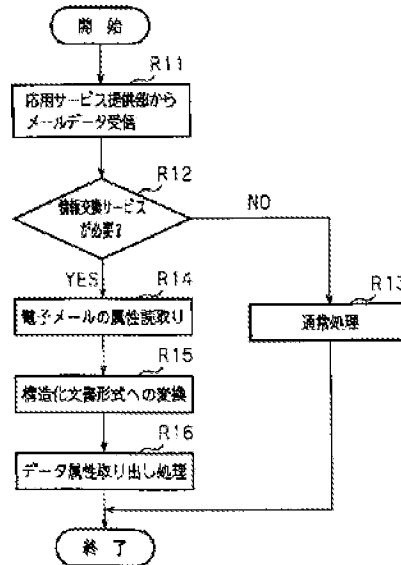 開 始
R11
応用サービス提供部から
メールデータ受信
R12
情報交換サービス
が必要?
NO
YES
R14
電子メールの属性読取り
R13
通常処理
R15
構造化文書形式への変換
R16
データ属性取り出し処理
終 了